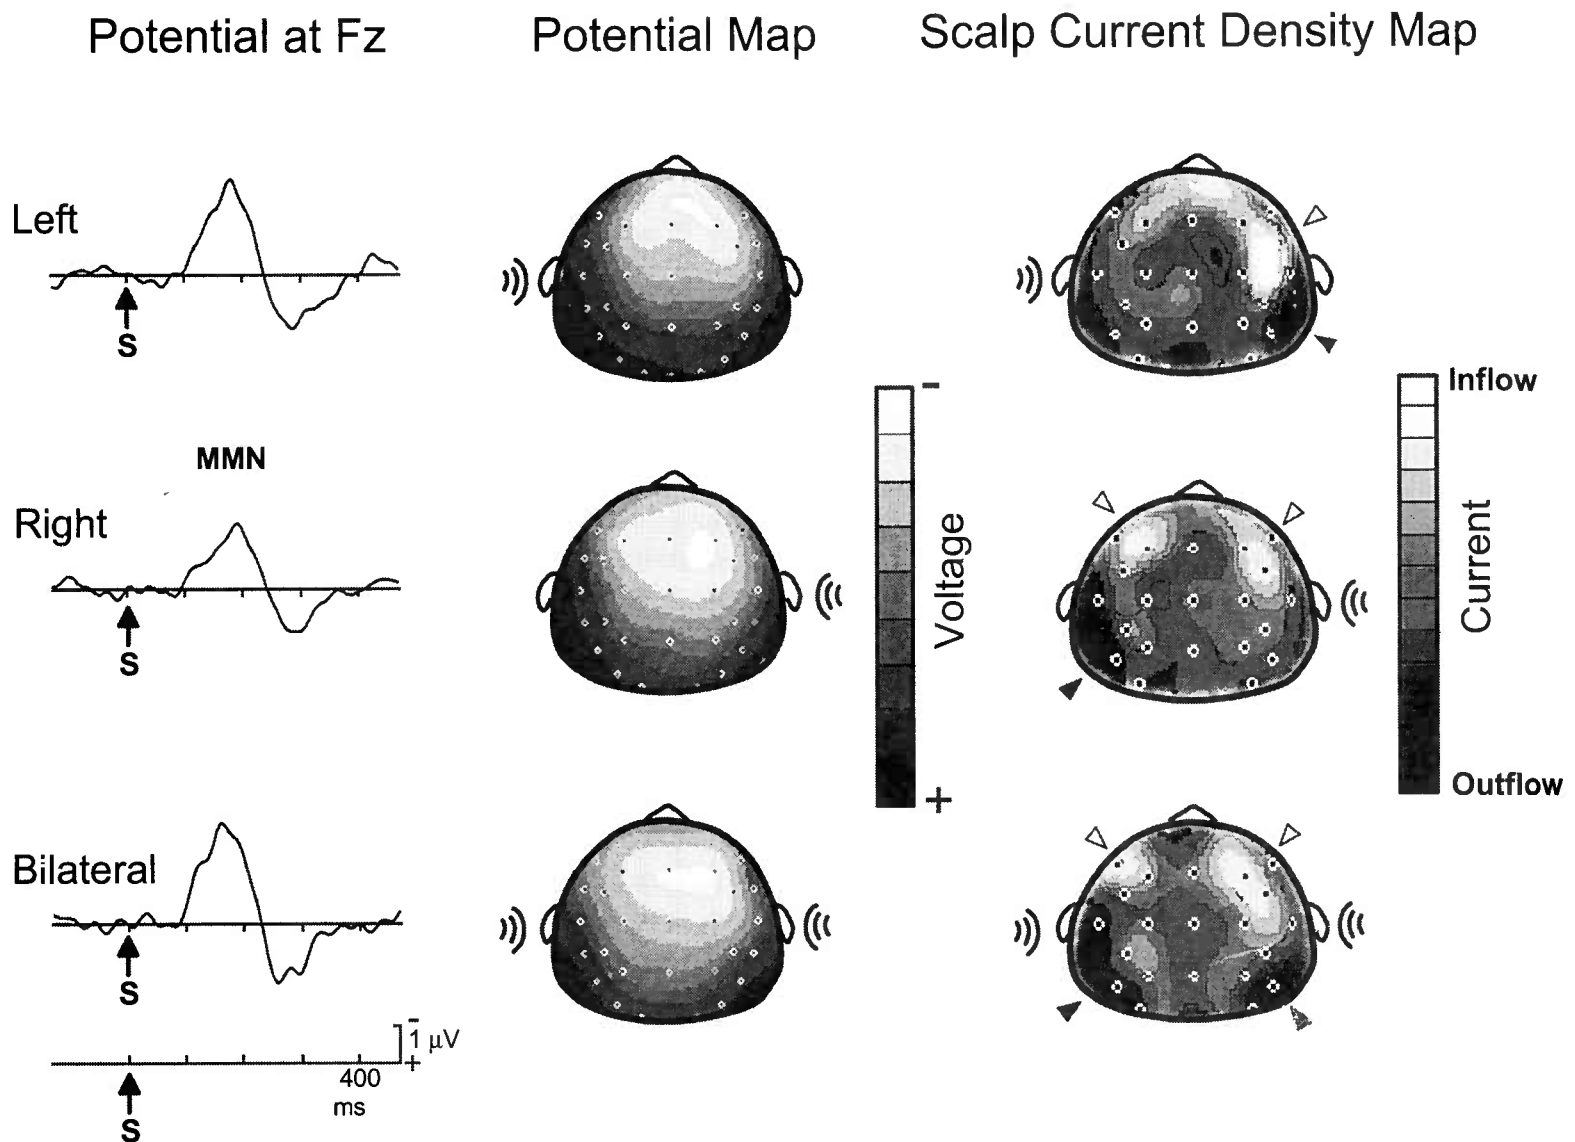 Potential at Fz
Potential Map
Scalp Current Density Map
Left
S
MMN
Right
S
Bilateral
S
-
1 µV
+
400
ms
S
-
Voltage
+
Inflow
Current
Outflow